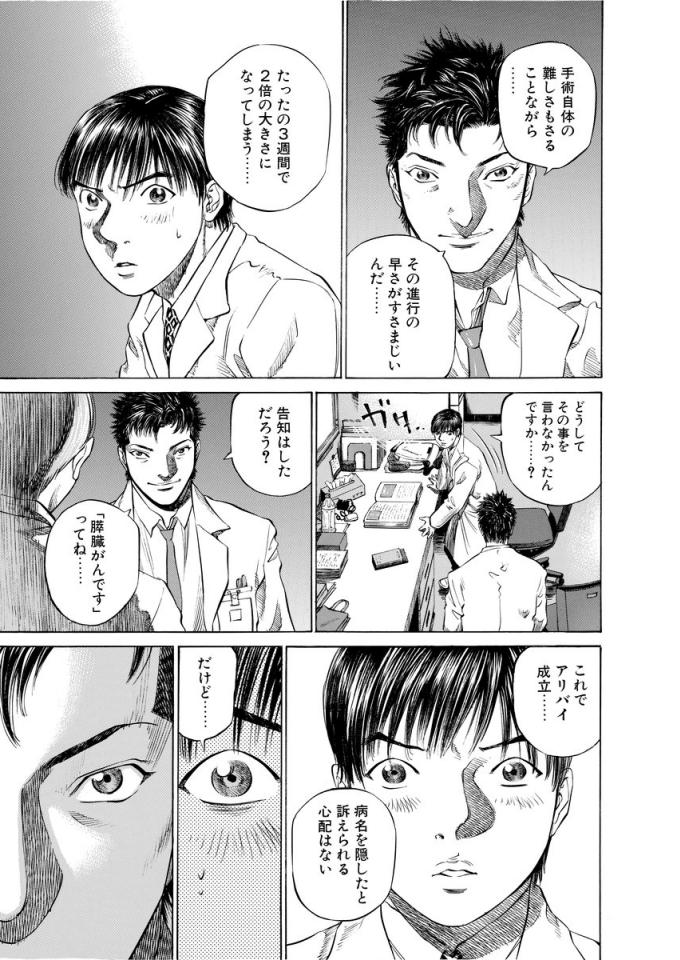 手術自体の
難しさもさる
ことながら
……
その進行の
早さがすさまじい
んだ……
たったの3週間で
2倍の大きさに
なってしまう……
どうして
その事を
言わなかったん
ですか……?
ガタ…
告知はした
だろう?
「膵臓がんです」
ってね……
これで
アリバイ
成立……
病名を隠したと
訴えられる
心配はない
だけど……